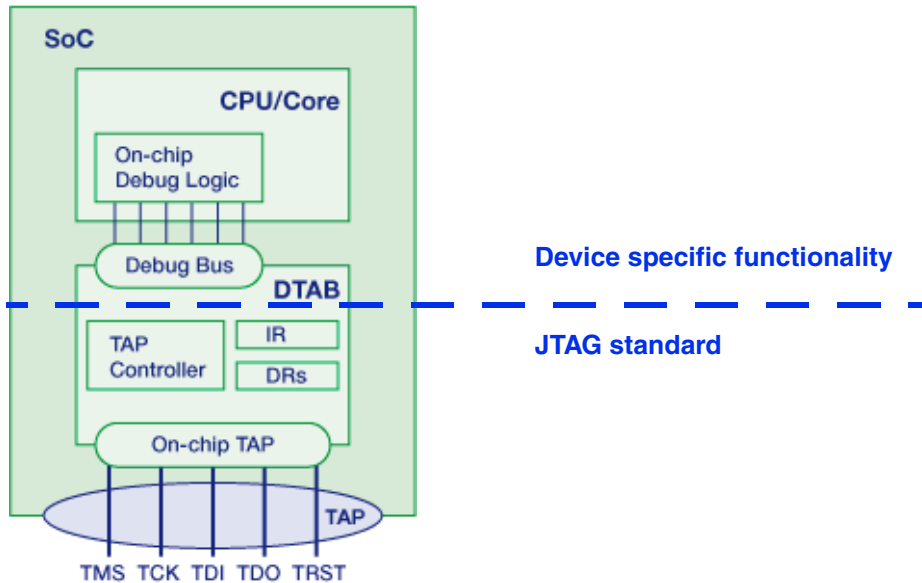 SoC
CPU/Core
On-chip
Debug Logic
Debug Bus
Device specific functionality
DTAB
JTAG standard
TAP
Controller
IR
DRs
On-chip TAP
TAP
TMS TCK TDI TDO TRST